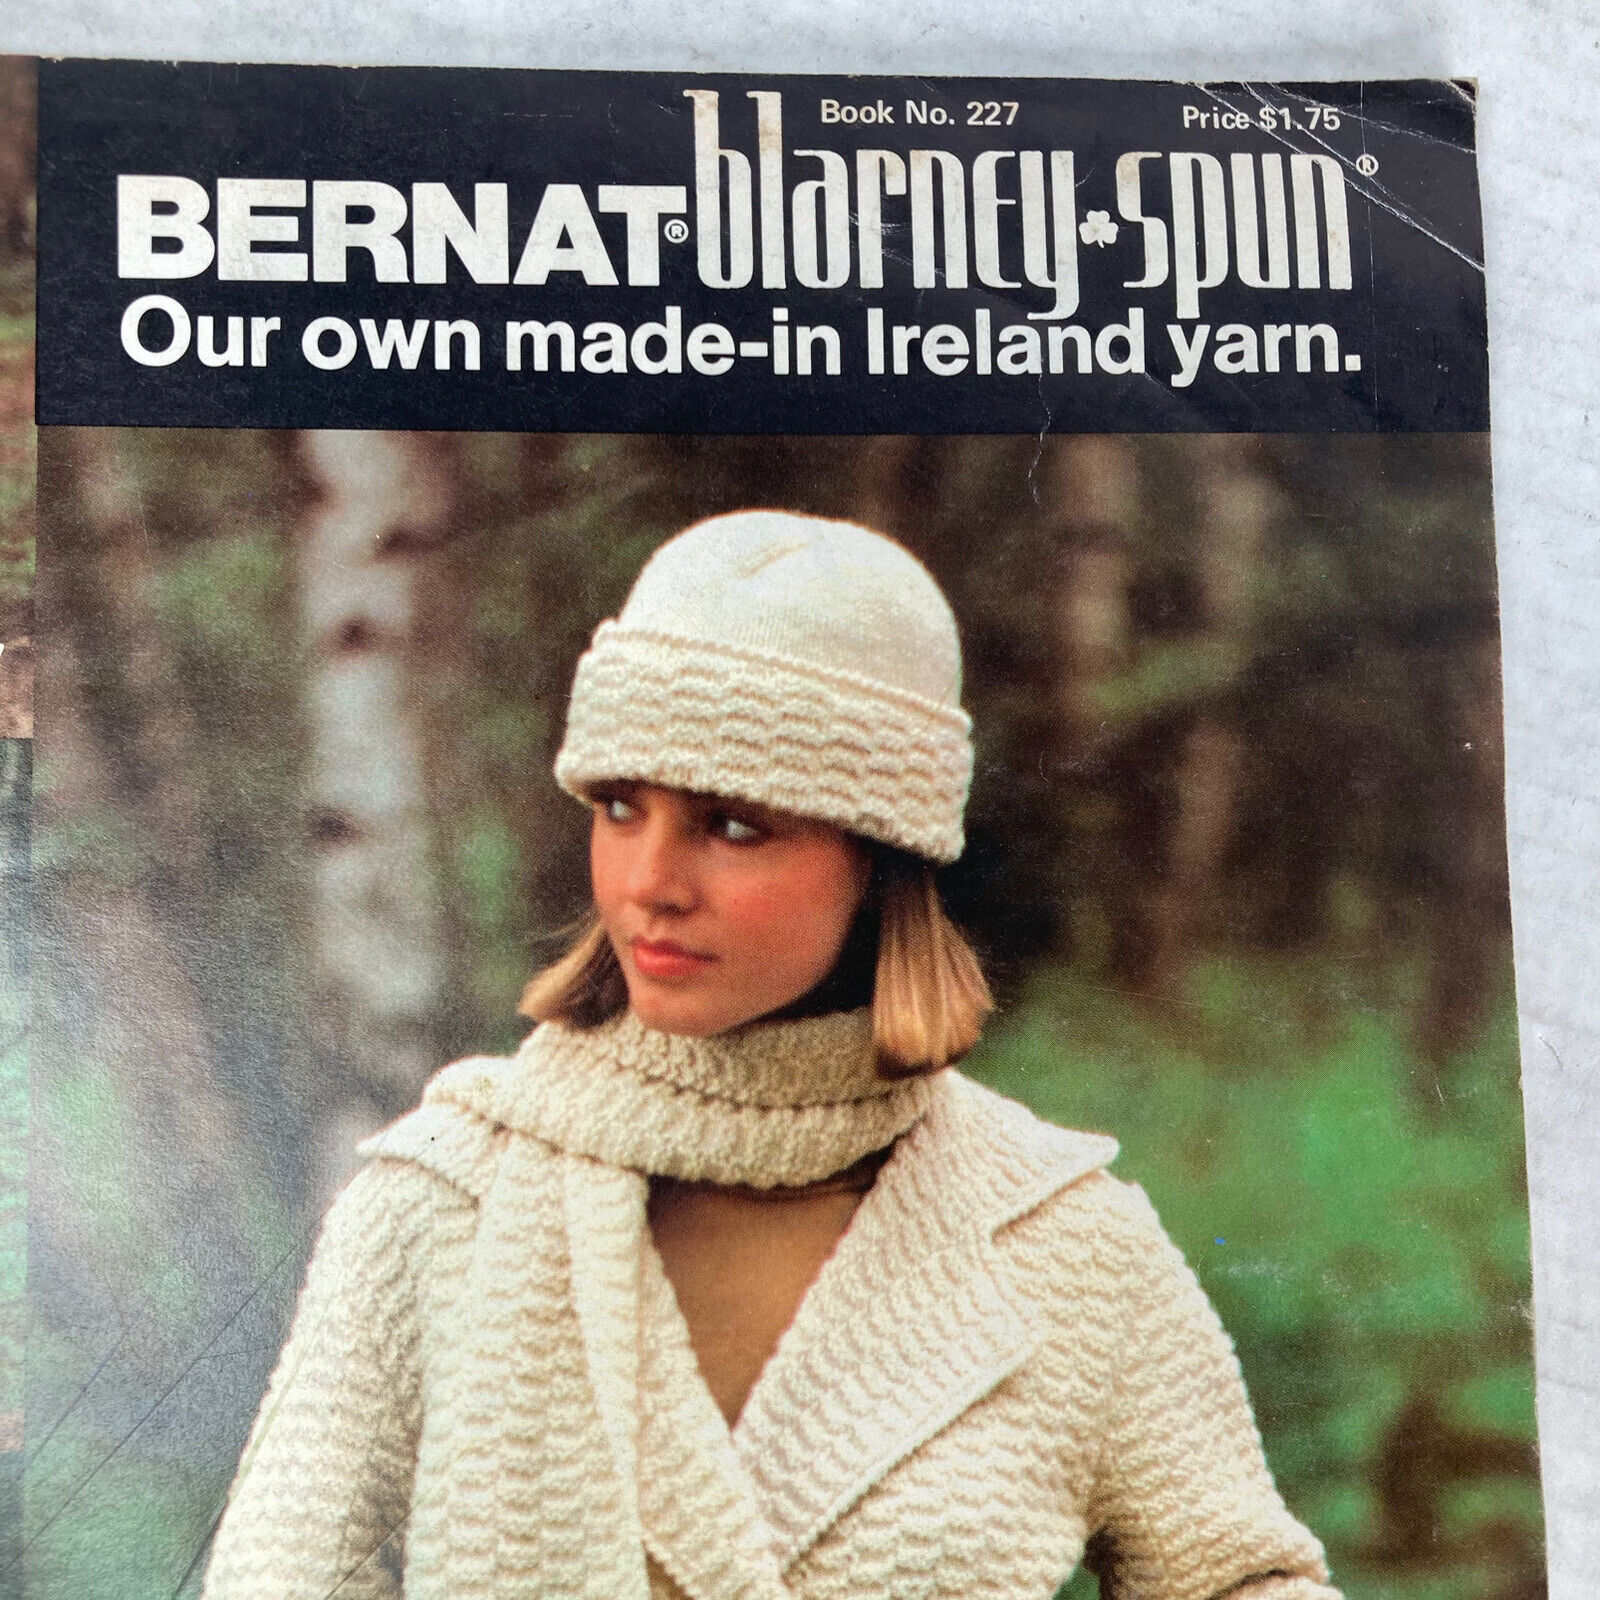 Book No. 227 Price $1.75
BERNAT® blarney spun®
Our own made-in Ireland yarn.